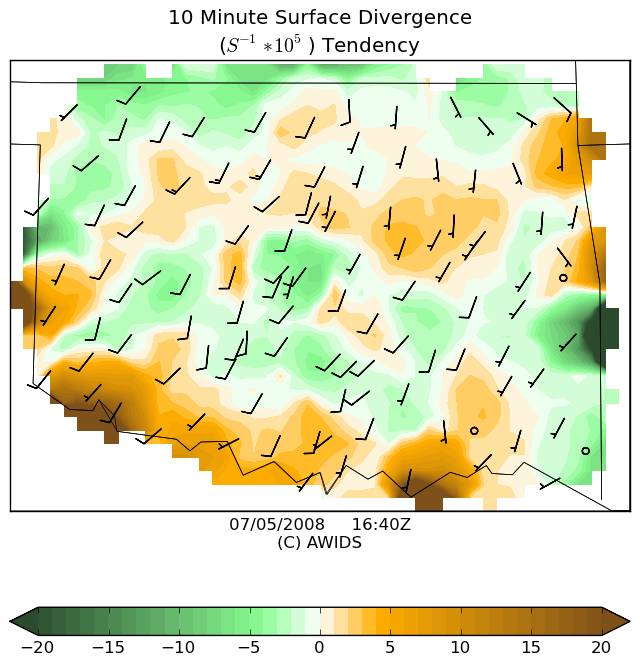 10 Minute Surface Divergence
(S⁻¹ * 10⁵ ) Tendency
07/05/2008 16:40Z
(C) AWIDS
−20 −15 −10 −5 0 5 10 15 20